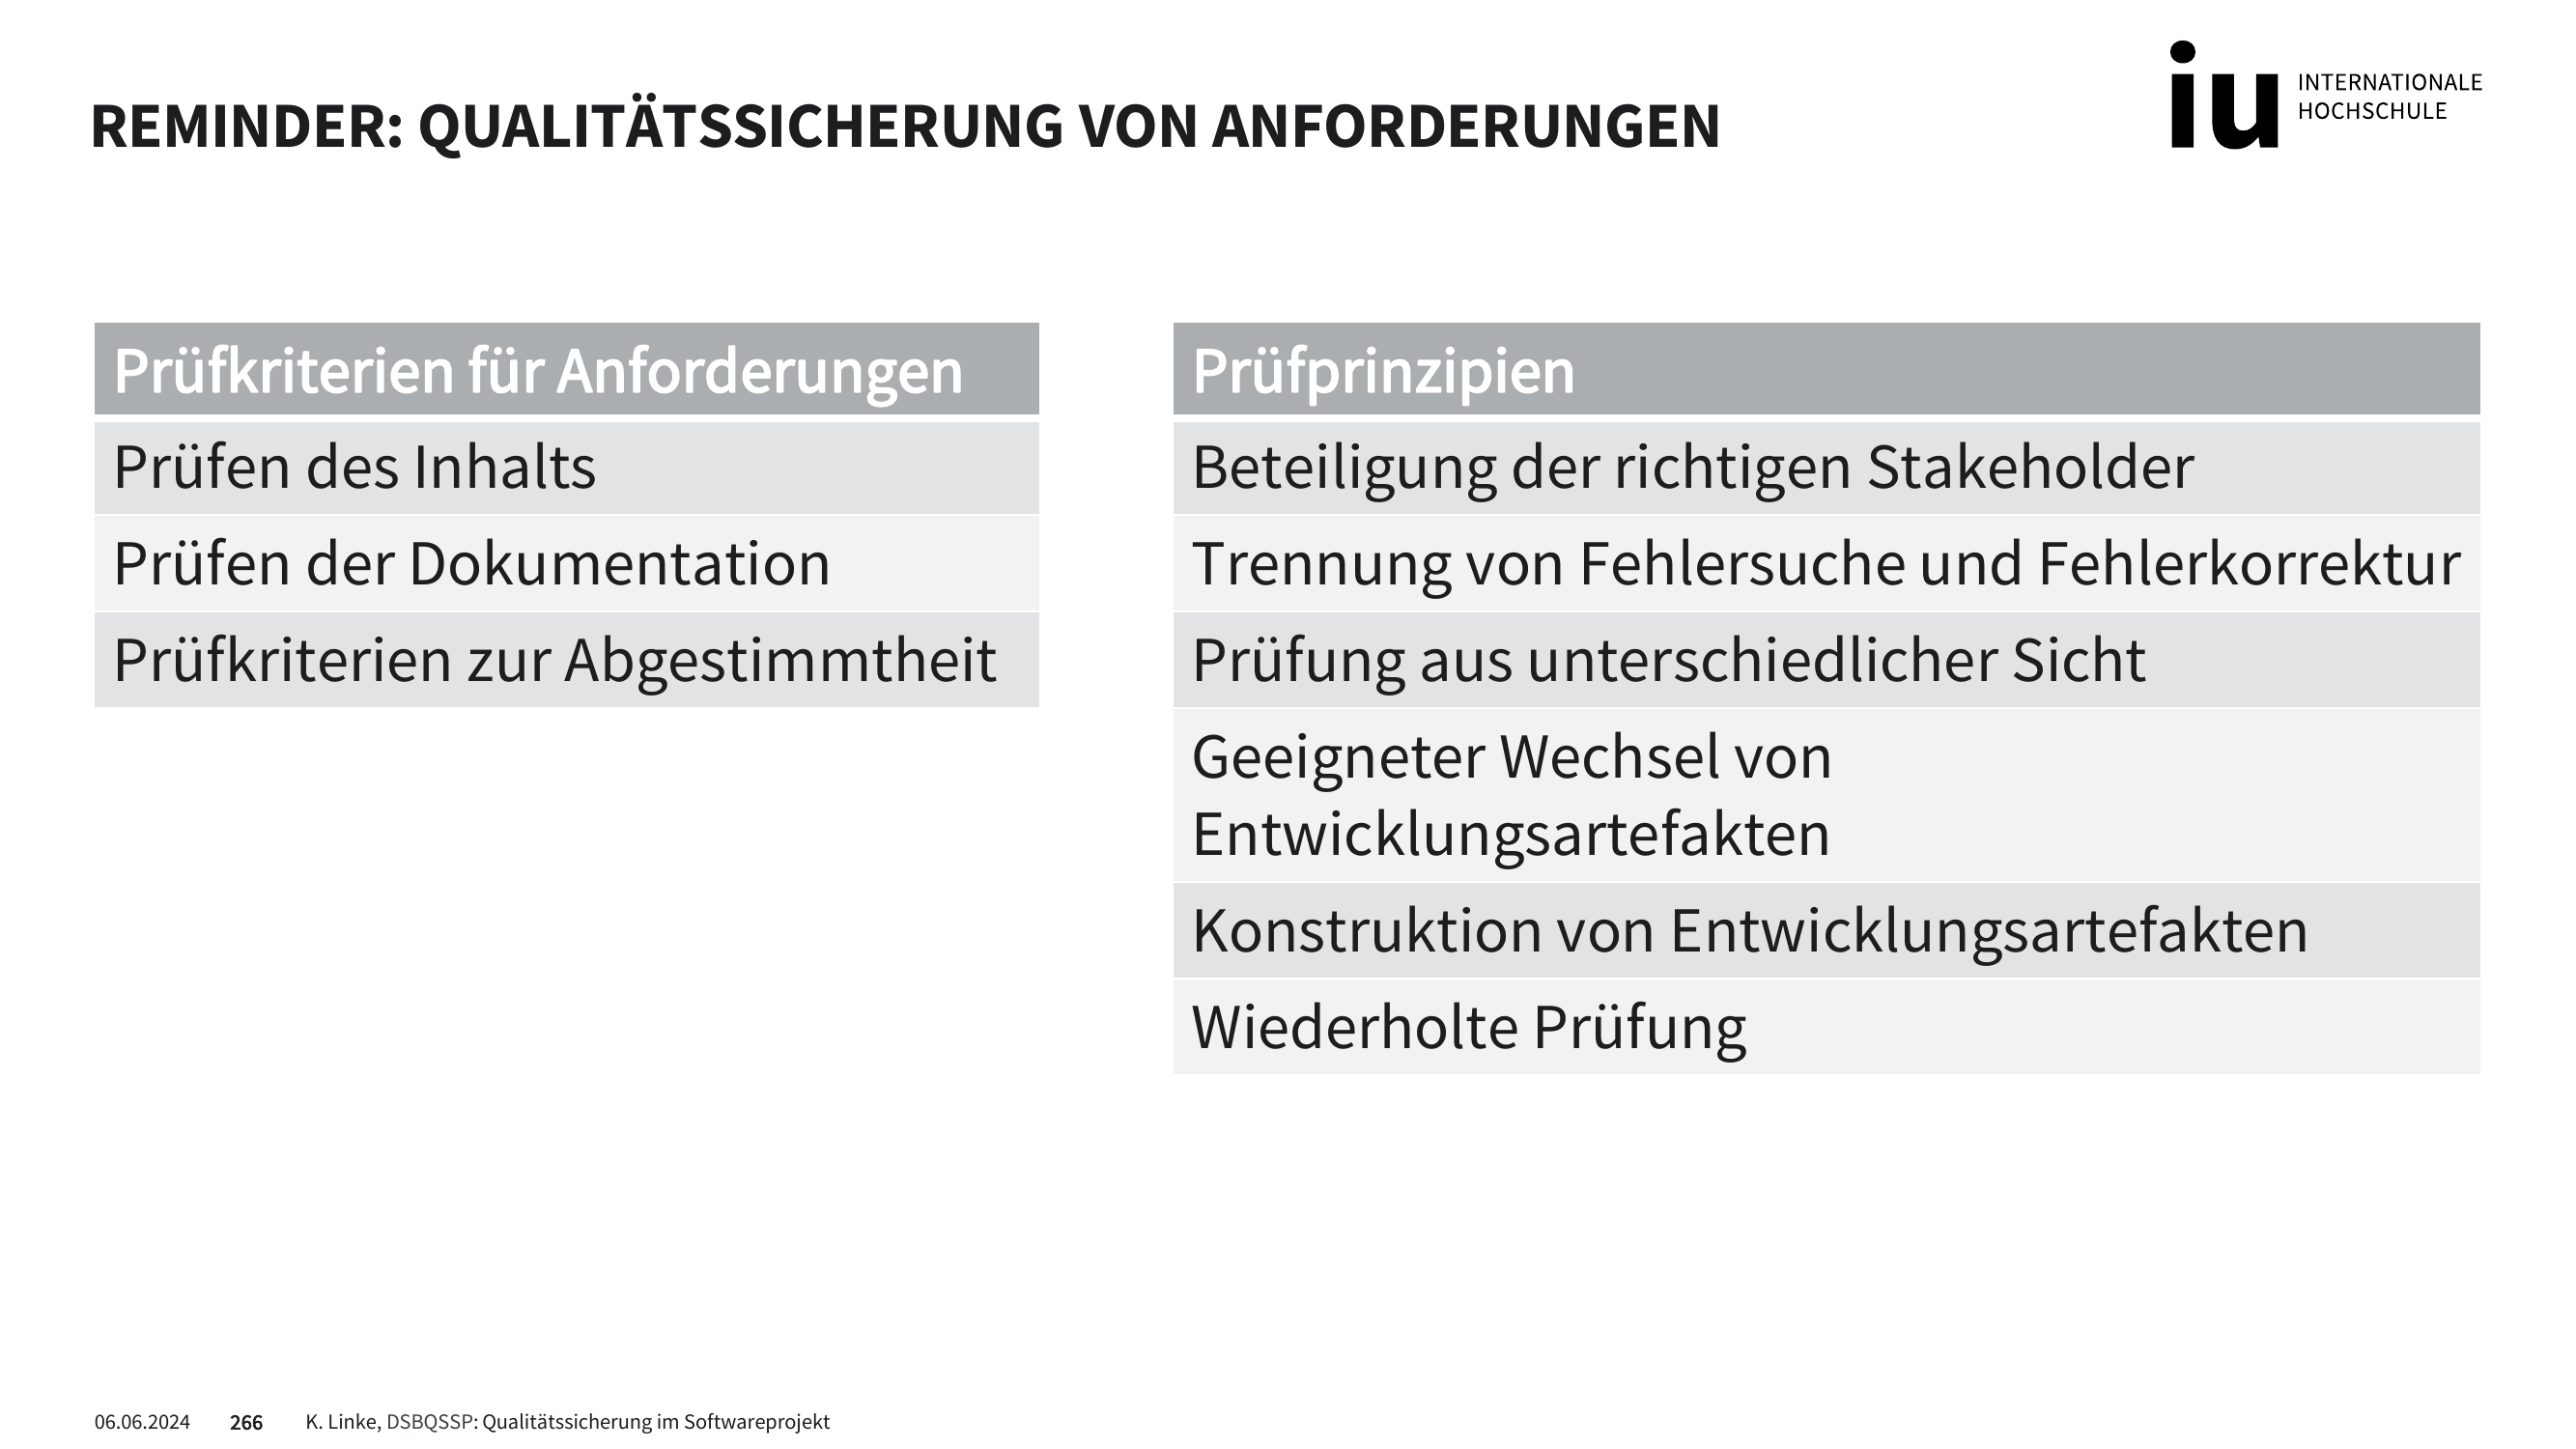 REMINDER: QUALITÄTSSICHERUNG VON ANFORDERUNGEN
iu INTERNATIONALE
HOCHSCHULE
Prüfkriterien für Anforderungen
Prüfen des Inhalts
Prüfen der Dokumentation
Prüfkriterien zur Abgestimmtheit
Prüfprinzipien
Beteiligung der richtigen Stakeholder
Trennung von Fehlersuche und Fehlerkorrektur
Prüfung aus unterschiedlicher Sicht
Geeigneter Wechsel von
Entwicklungsartefakten
Konstruktion von Entwicklungsartefakten
Wiederholte Prüfung
06.06.2024 266 K. Linke, DSBQSSP: Qualitätssicherung im Softwareprojekt